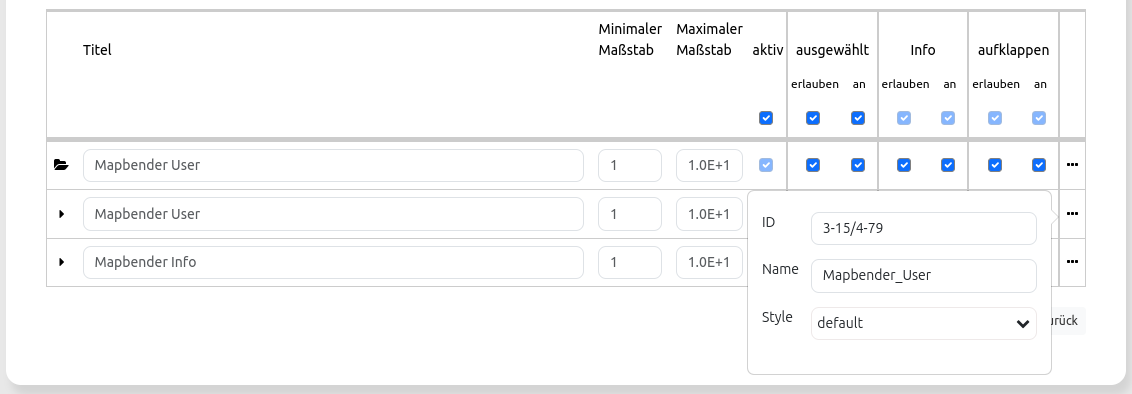 Titel
Minimaler Maßstab
Maximaler Maßstab
aktiv
ausgewählt
Info
aufklappen
erlauben an erlauben an erlauben an
Mapbender User 1 1.0E+1
Mapbender User 1 1.0E+1
Mapbender Info 1 1.0E+1
ID 3-15/4-79
Name Mapbender_User
Style default
urück